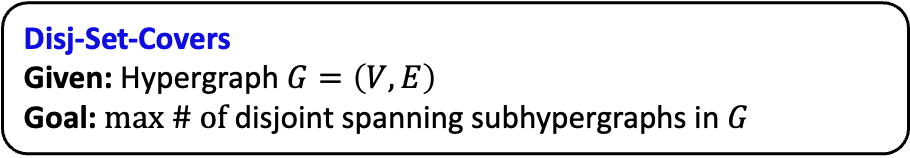 Disj-Set-Covers
Given: Hypergraph 𝐺 = (𝑉, 𝐸)
Goal: max # of disjoint spanning subhypergraphs in 𝐺